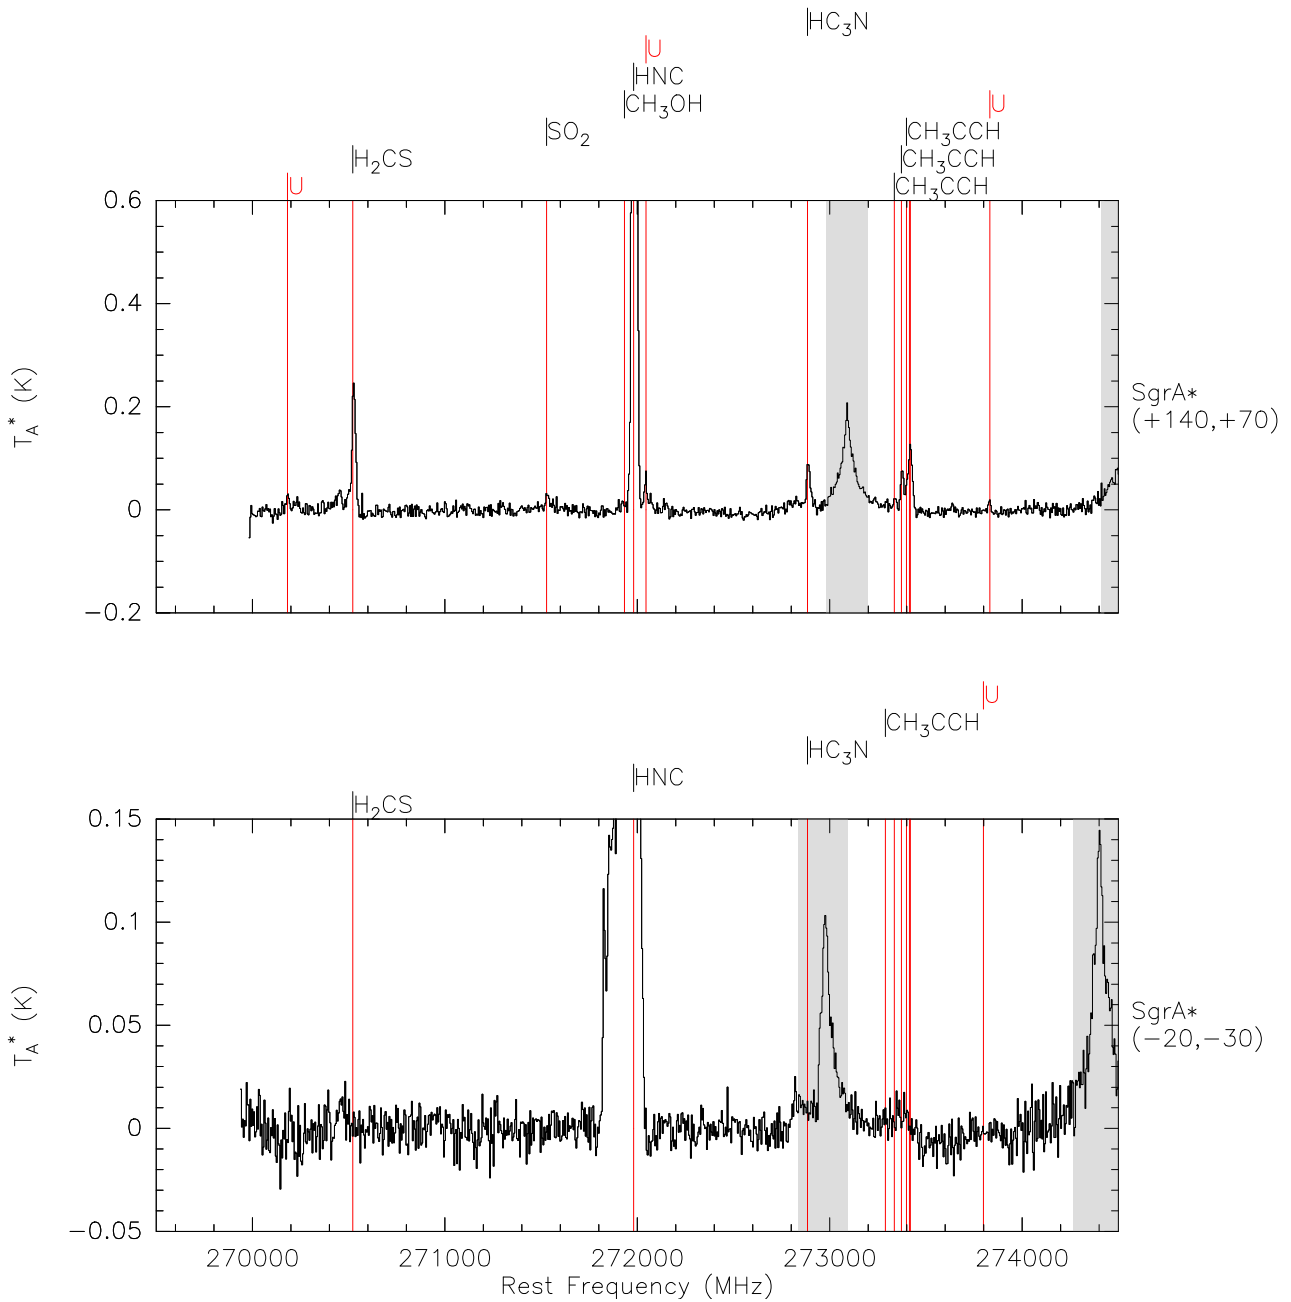 HC₃N
U
HNC
CH₃OH
U
SO₂
CH₃CCH
H₂CS
CH₃CCH
U
CH₃CCH
0.6
0.4
0.2
0
−0.2
T_A* (K)
SgrA*
(+140,+70)
U
CH₃CCH
HC₃N
HNC
H₂CS
0.15
0.1
0.05
0
−0.05
T_A* (K)
SgrA*
(−20,−30)
270000 271000 272000 273000 274000
Rest Frequency (MHz)